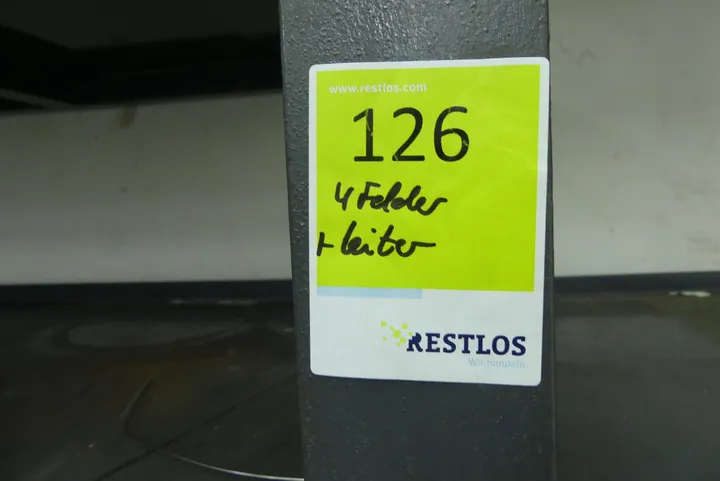 www.restlos.com
126
4 Felder
+ Leiter
RESTLOS
Wir handeln.